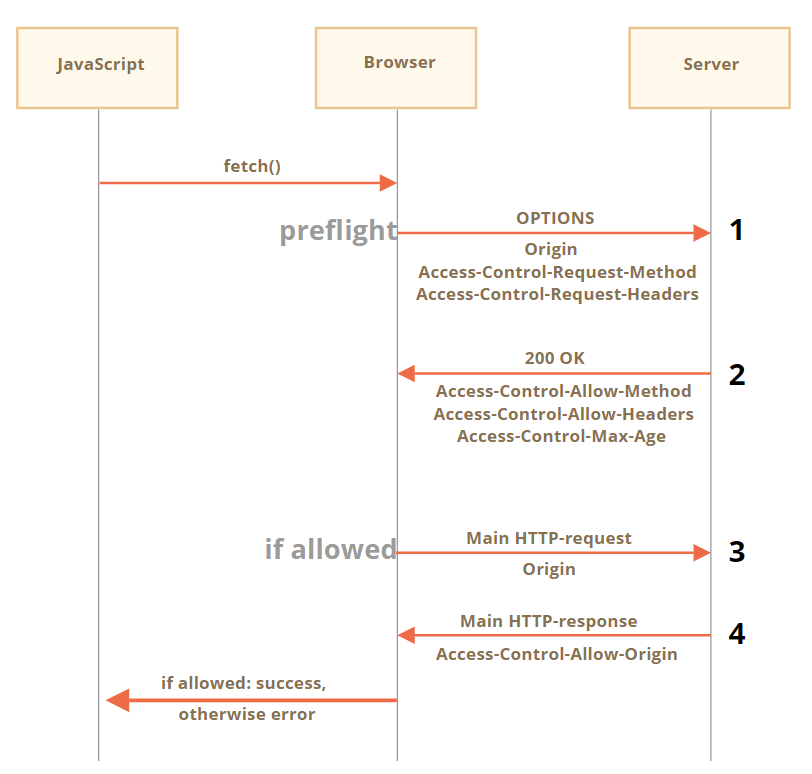 JavaScript
Browser
Server
fetch()
preflight
OPTIONS
1
Origin
Access-Control-Request-Method
Access-Control-Request-Headers
200 OK
2
Access-Control-Allow-Method
Access-Control-Allow-Headers
Access-Control-Max-Age
if allowed
Main HTTP-request
3
Origin
Main HTTP-response
4
Access-Control-Allow-Origin
if allowed: success,
otherwise error